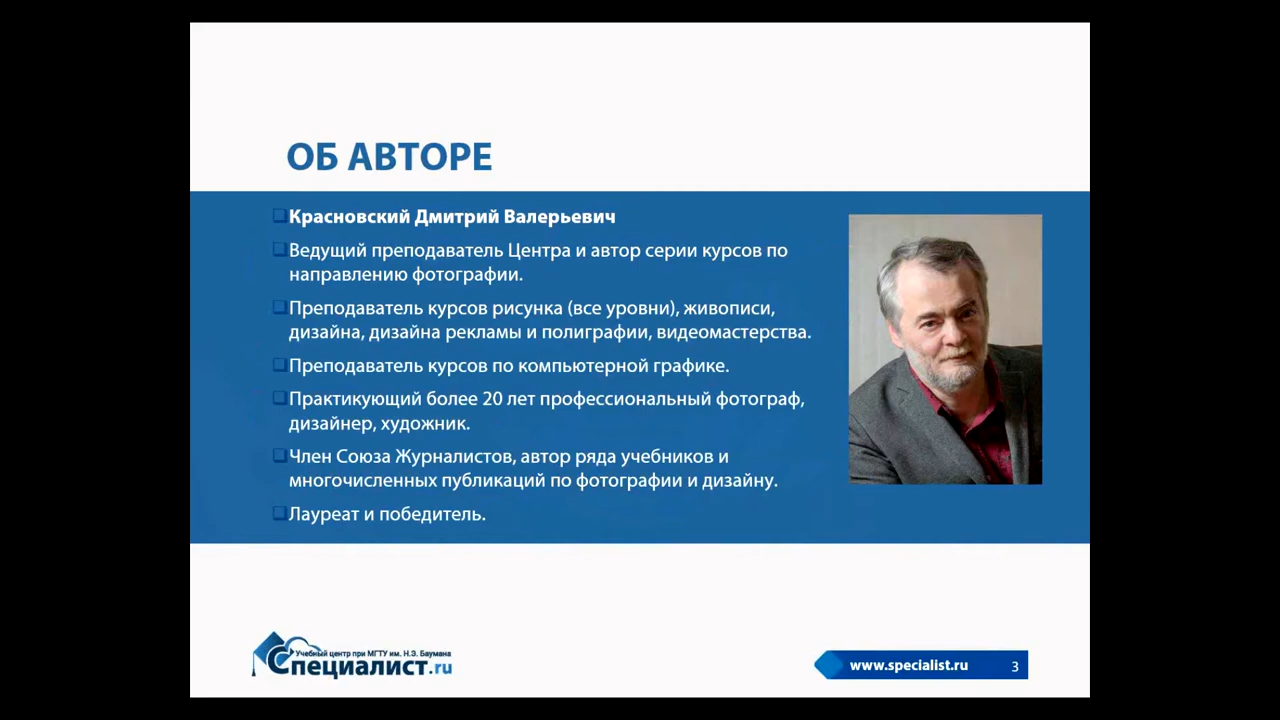 ОБ АВТОРЕ
Красновский Дмитрий Валерьевич
Ведущий преподаватель Центра и автор серии курсов по
направлению фотографии.
Преподаватель курсов рисунка (все уровни), живописи,
дизайна, дизайна рекламы и полиграфии, видеомастерства.
Преподаватель курсов по компьютерной графике.
Практикующий более 20 лет профессиональный фотограф,
дизайнер, художник.
Член Союза Журналистов, автор ряда учебников и
многочисленных публикаций по фотографии и дизайну.
Лауреат и победитель.
Учебный центр при МГТУ им. Н.Э. Баумана
Специалист.ru
www.specialist.ru 3